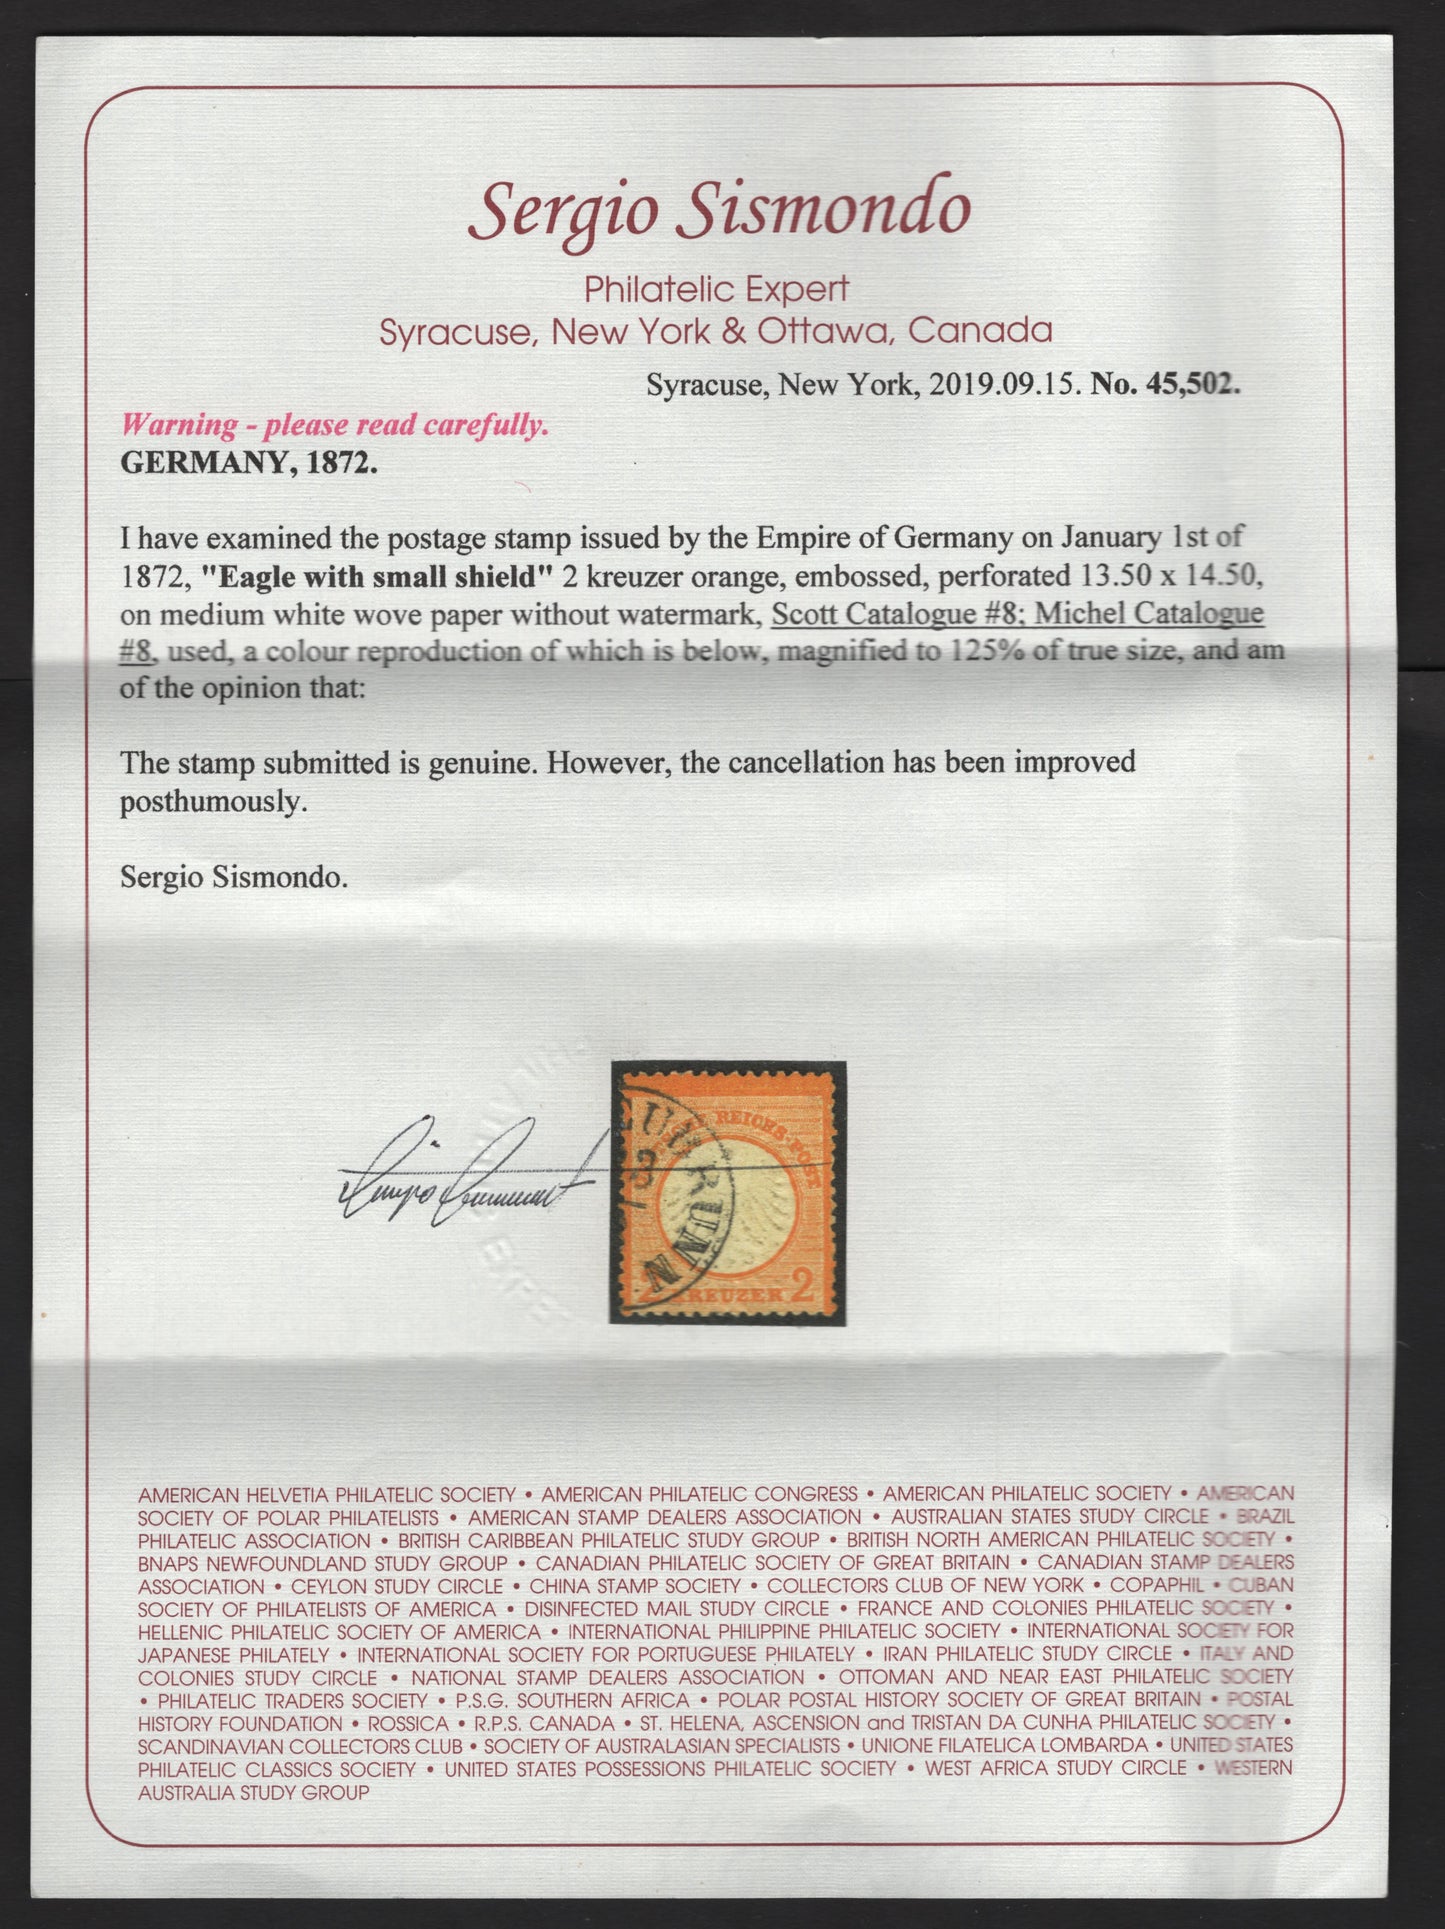 Sergio Sismondo
Philatelic Expert
Syracuse, New York & Ottawa, Canada
Syracuse, New York, 2019.09.15. No. 45,502.
Warning - please read carefully.
GERMANY, 1872.
I have examined the postage stamp issued by the Empire of Germany on January 1st of
1872, "Eagle with small shield" 2 kreuzer orange, embossed, perforated 13.50 x 14.50,
on medium white wove paper without watermark, Scott Catalogue #8; Michel Catalogue
#8, used, a colour reproduction of which is below, magnified to 125% of true size, and am
of the opinion that:
The stamp submitted is genuine. However, the cancellation has been improved
posthumously.
Sergio Sismondo.
REICHS-POST
2 KREUZER 2
AMERICAN HELVETIA PHILATELIC SOCIETY • AMERICAN PHILATELIC CONGRESS • AMERICAN PHILATELIC SOCIETY • AMERICAN
SOCIETY OF POLAR PHILATELISTS • AMERICAN STAMP DEALERS ASSOCIATION • AUSTRALIAN STATES STUDY CIRCLE • BRAZIL
PHILATELIC ASSOCIATION • BRITISH CARIBBEAN PHILATELIC STUDY GROUP • BRITISH NORTH AMERICAN PHILATELIC SOCIETY •
BNAPS NEWFOUNDLAND STUDY GROUP • CANADIAN PHILATELIC SOCIETY OF GREAT BRITAIN • CANADIAN STAMP DEALERS
ASSOCIATION • CEYLON STUDY CIRCLE • CHINA STAMP SOCIETY • COLLECTORS CLUB OF NEW YORK • COPAPHIL • CUBAN
SOCIETY OF PHILATELISTS OF AMERICA • DISINFECTED MAIL STUDY CIRCLE • FRANCE AND COLONIES PHILATELIC SOCIETY •
HELLENIC PHILATELIC SOCIETY OF AMERICA • INTERNATIONAL PHILIPPINE PHILATELIC SOCIETY • INTERNATIONAL SOCIETY FOR
JAPANESE PHILATELY • INTERNATIONAL SOCIETY FOR PORTUGUESE PHILATELY • IRAN PHILATELIC STUDY CIRCLE • ITALY AND
COLONIES STUDY CIRCLE • NATIONAL STAMP DEALERS ASSOCIATION • OTTOMAN AND NEAR EAST PHILATELIC SOCIETY
• PHILATELIC TRADERS SOCIETY • P.S.G. SOUTHERN AFRICA • POLAR POSTAL HISTORY SOCIETY OF GREAT BRITAIN • POSTAL
HISTORY FOUNDATION • ROSSICA • R.P.S. CANADA • ST. HELENA, ASCENSION and TRISTAN DA CUNHA PHILATELIC SOCIETY •
SCANDINAVIAN COLLECTORS CLUB • SOCIETY OF AUSTRALASIAN SPECIALISTS • UNIONE FILATELICA LOMBARDA • UNITED STATES
PHILATELIC CLASSICS SOCIETY • UNITED STATES POSSESSIONS PHILATELIC SOCIETY • WEST AFRICA STUDY CIRCLE • WESTERN
AUSTRALIA STUDY GROUP